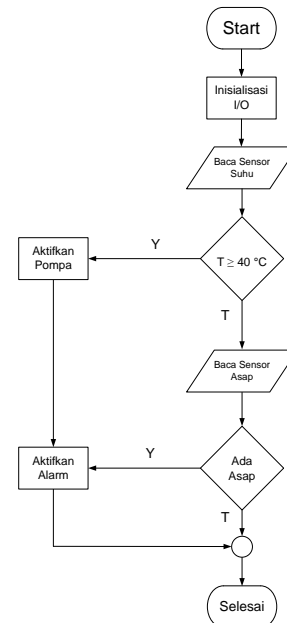 Start
Inisialisasi
I/O
Baca Sensor
Suhu
T ≥ 40 °C
Y
Aktifkan
Pompa
T
Baca Sensor
Asap
Ada
Asap
Y
Aktifkan
Alarm
T
Selesai